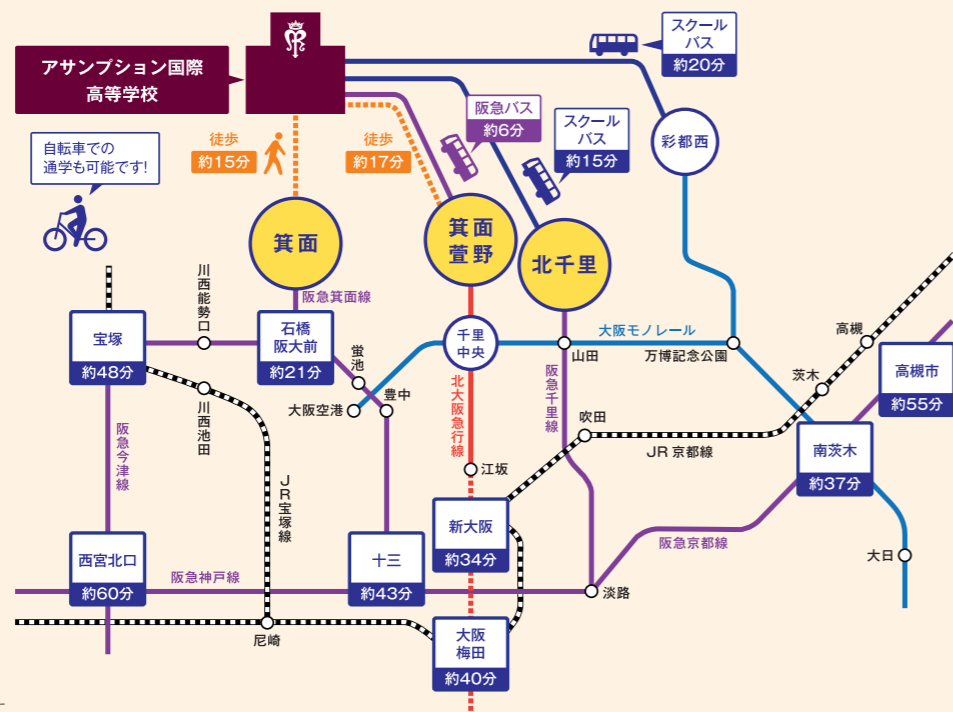 アサンプション国際
高等学校
スクール
バス
約20分
阪急バス
約6分
スクール
バス
約15分
彩都西
自転車での
通学も可能です!
徒歩
約15分
徒歩
約17分
箕面
箕面
萱野
北千里
阪急箕面線
川西能勢口
宝塚
約48分
石橋
阪大前
約21分
蛍池
豊中
大阪空港
千里
中央
大阪モノレール
山田
万博記念公園
高槻
茨木
高槻市
約55分
川西池田
阪急今津線
JR宝塚線
北大阪急行線
阪急千里線
江坂
吹田
JR京都線
南茨木
約37分
新大阪
約34分
阪急京都線
大日
西宮北口
約60分
阪急神戸線
十三
約43分
淡路
尼崎
大阪
梅田
約40分